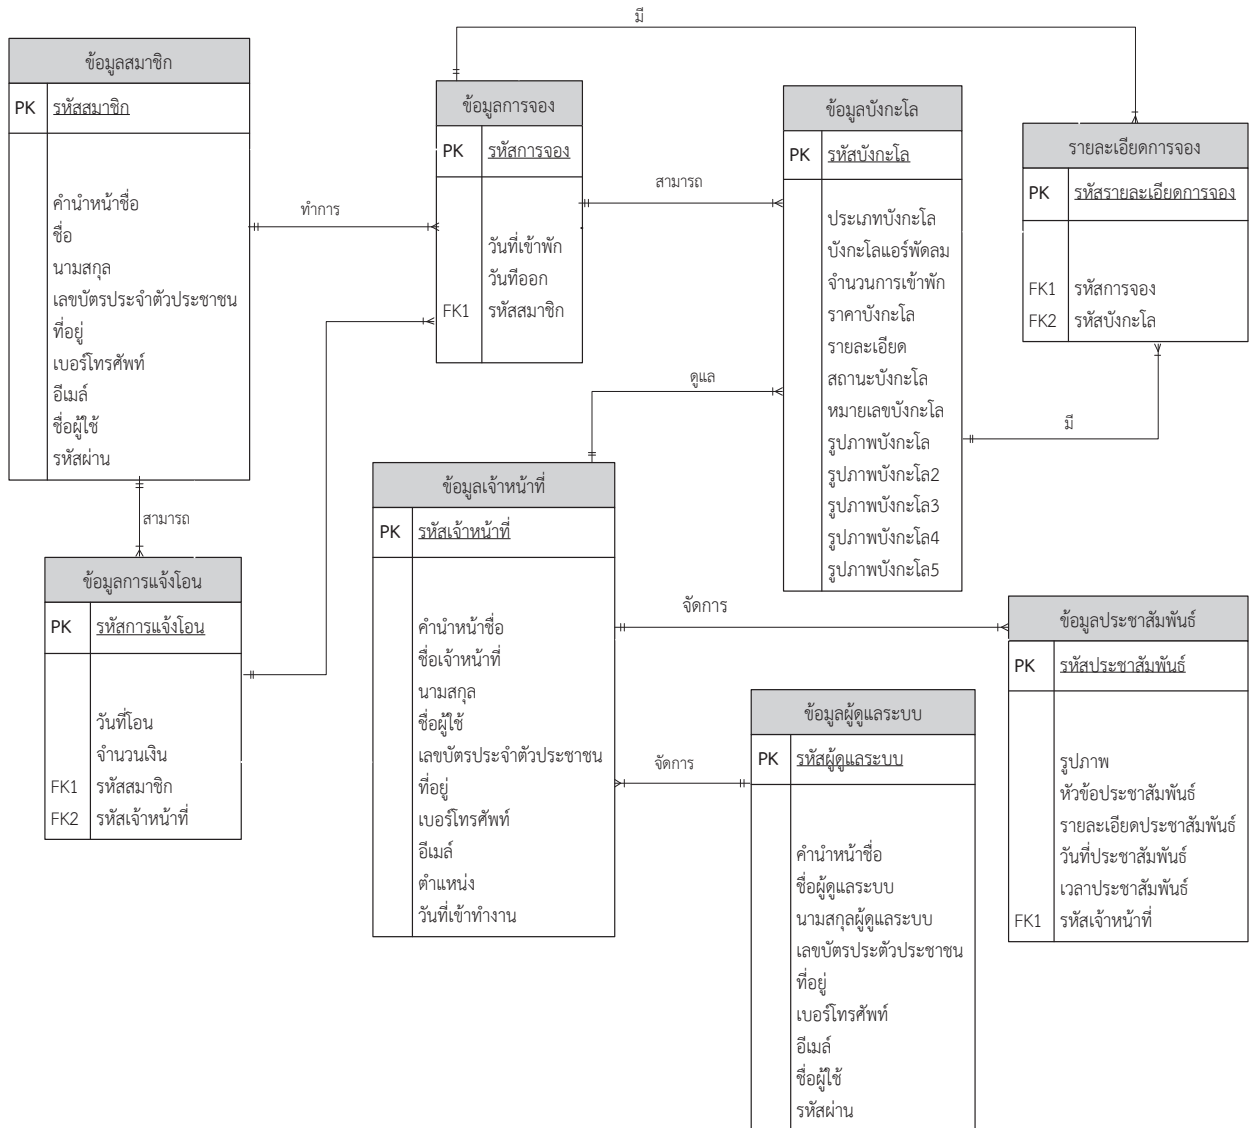 มี
ข้อมูลสมาชิก
PK รหัสสมาชิก
คำนำหน้าชื่อ
ชื่อ
นามสกุล
เลขบัตรประจำตัวประชาชน
ที่อยู่
เบอร์โทรศัพท์
อีเมล์
ชื่อผู้ใช้
รหัสผ่าน
ทำการ
ข้อมูลการจอง
PK รหัสการจอง
วันที่เข้าพัก
วันทีออก
FK1 รหัสสมาชิก
สามารถ
ข้อมูลบังกะโล
PK รหัสบังกะโล
ประเภทบังกะโล
บังกะโลแอร์พัดลม
จำนวนการเข้าพัก
ราคาบังกะโล
รายละเอียด
สถานะบังกะโล
หมายเลขบังกะโล
รูปภาพบังกะโล
รูปภาพบังกะโล2
รูปภาพบังกะโล3
รูปภาพบังกะโล4
รูปภาพบังกะโล5
รายละเอียดการจอง
PK รหัสรายละเอียดการจอง
FK1 รหัสการจอง
FK2 รหัสบังกะโล
มี
ดูแล
สามารถ
ข้อมูลการแจ้งโอน
PK รหัสการแจ้งโอน
วันที่โอน
จำนวนเงิน
FK1 รหัสสมาชิก
FK2 รหัสเจ้าหน้าที่
ข้อมูลเจ้าหน้าที่
PK รหัสเจ้าหน้าที่
คำนำหน้าชื่อ
ชื่อเจ้าหน้าที่
นามสกุล
ชื่อผู้ใช้
เลขบัตรประจำตัวประชาชน
ที่อยู่
เบอร์โทรศัพท์
อีเมล์
ตำแหน่ง
วันที่เข้าทำงาน
จัดการ
จัดการ
ข้อมูลผู้ดูแลระบบ
PK รหัสผู้ดูแลระบบ
คำนำหน้าชื่อ
ชื่อผู้ดูแลระบบ
นามสกุลผู้ดูแลระบบ
เลขบัตรประตัวประชาชน
ที่อยู่
เบอร์โทรศัพท์
อีเมล์
ชื่อผู้ใช้
รหัสผ่าน
ข้อมูลประชาสัมพันธ์
PK รหัสประชาสัมพันธ์
รูปภาพ
หัวข้อประชาสัมพันธ์
รายละเอียดประชาสัมพันธ์
วันที่ประชาสัมพันธ์
เวลาประชาสัมพันธ์
FK1 รหัสเจ้าหน้าที่